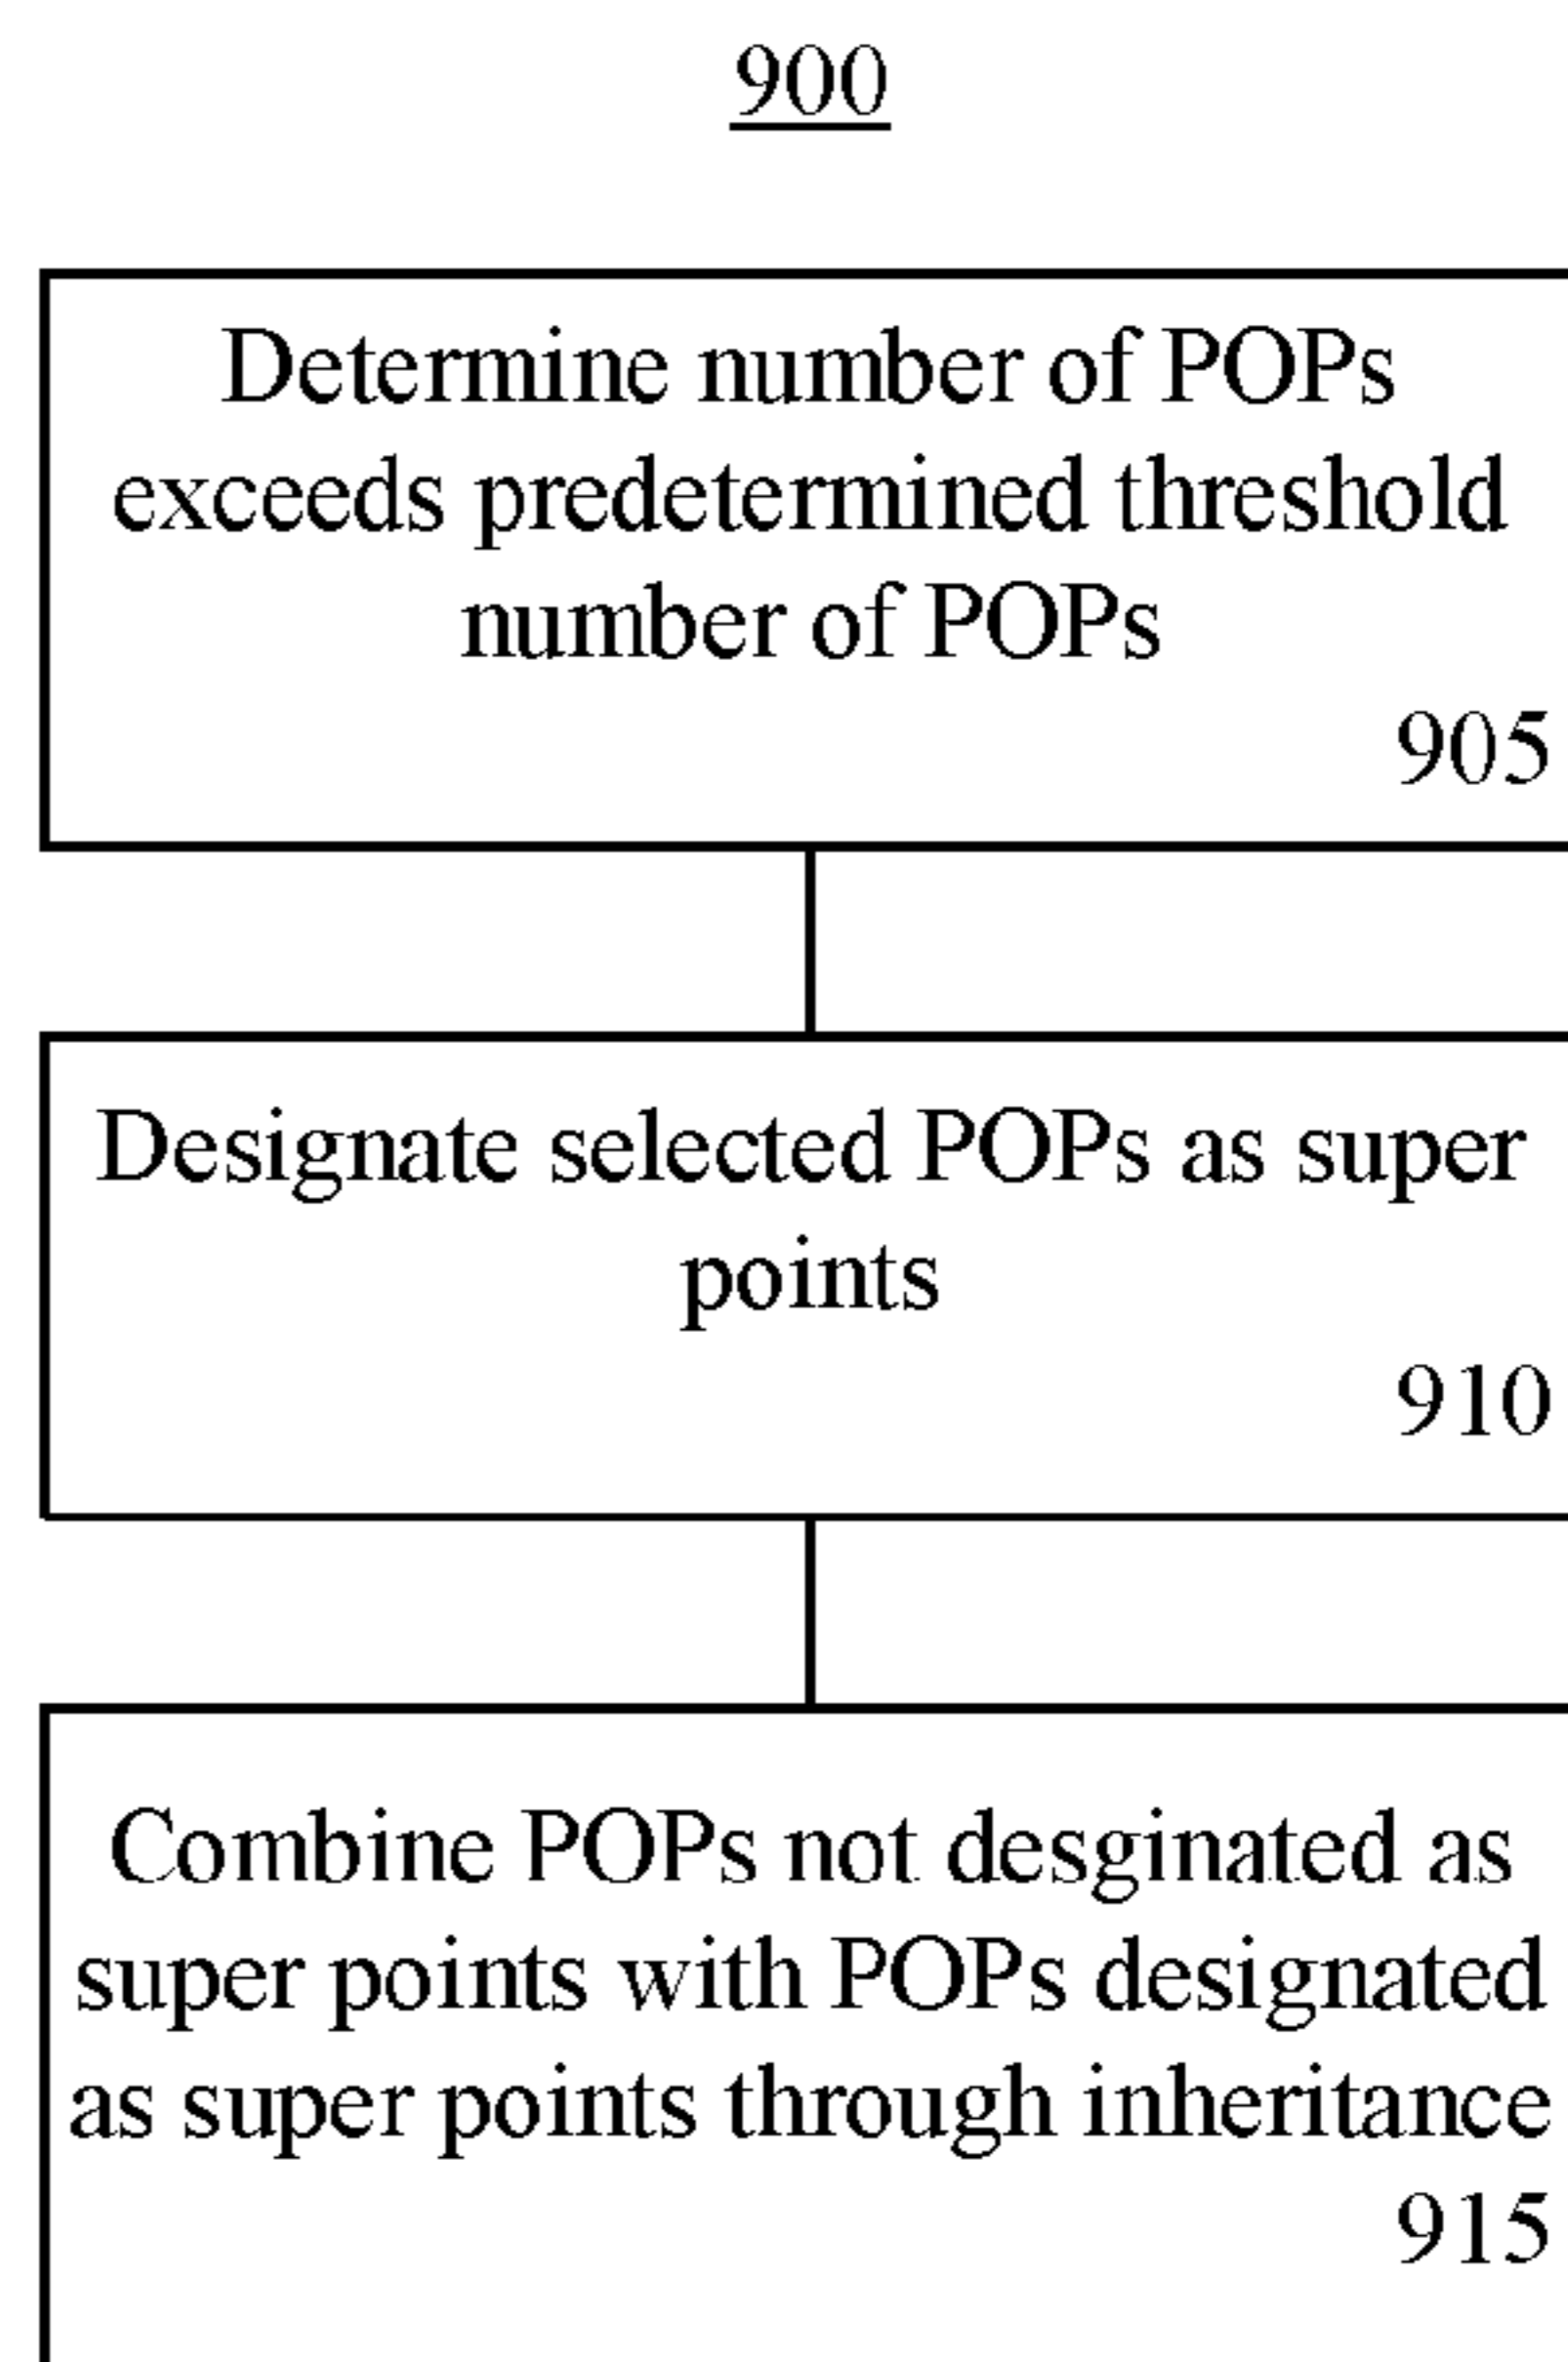 900
Determine number of POPs
exceeds predetermined threshold
number of POPs
905
Designate selected POPs as super
points
910
Combine POPs not desginated as
super points with POPs designated
as super points through inheritance
915